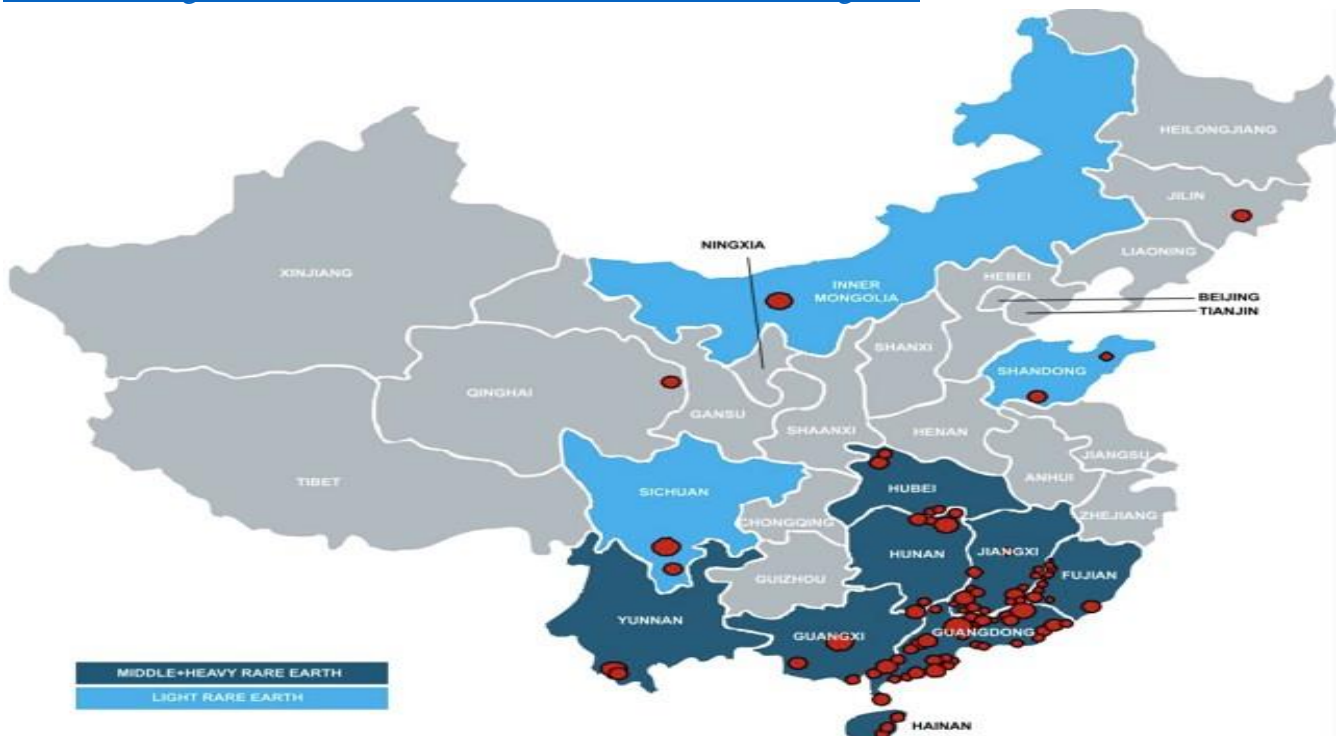 HEILONGJIANG
JILIN
LIAONING
NINGXIA
XINJIANG
INNER
MONGOLIA
HEBEI
BEIJING
TIANJIN
SHANXI
SHANDONG
QINGHAI
GANSU
SHAANXI
HENAN
JIANGSU
ANHUI
TIBET
SICHUAN
HUBEI
CHONGQING
ZHEJIANG
HUNAN
JIANGXI
GUIZHOU
FUJIAN
YUNNAN
GUANGXI
GUANGDONG
MIDDLE+HEAVY RARE EARTH
LIGHT RARE EARTH
HAINAN